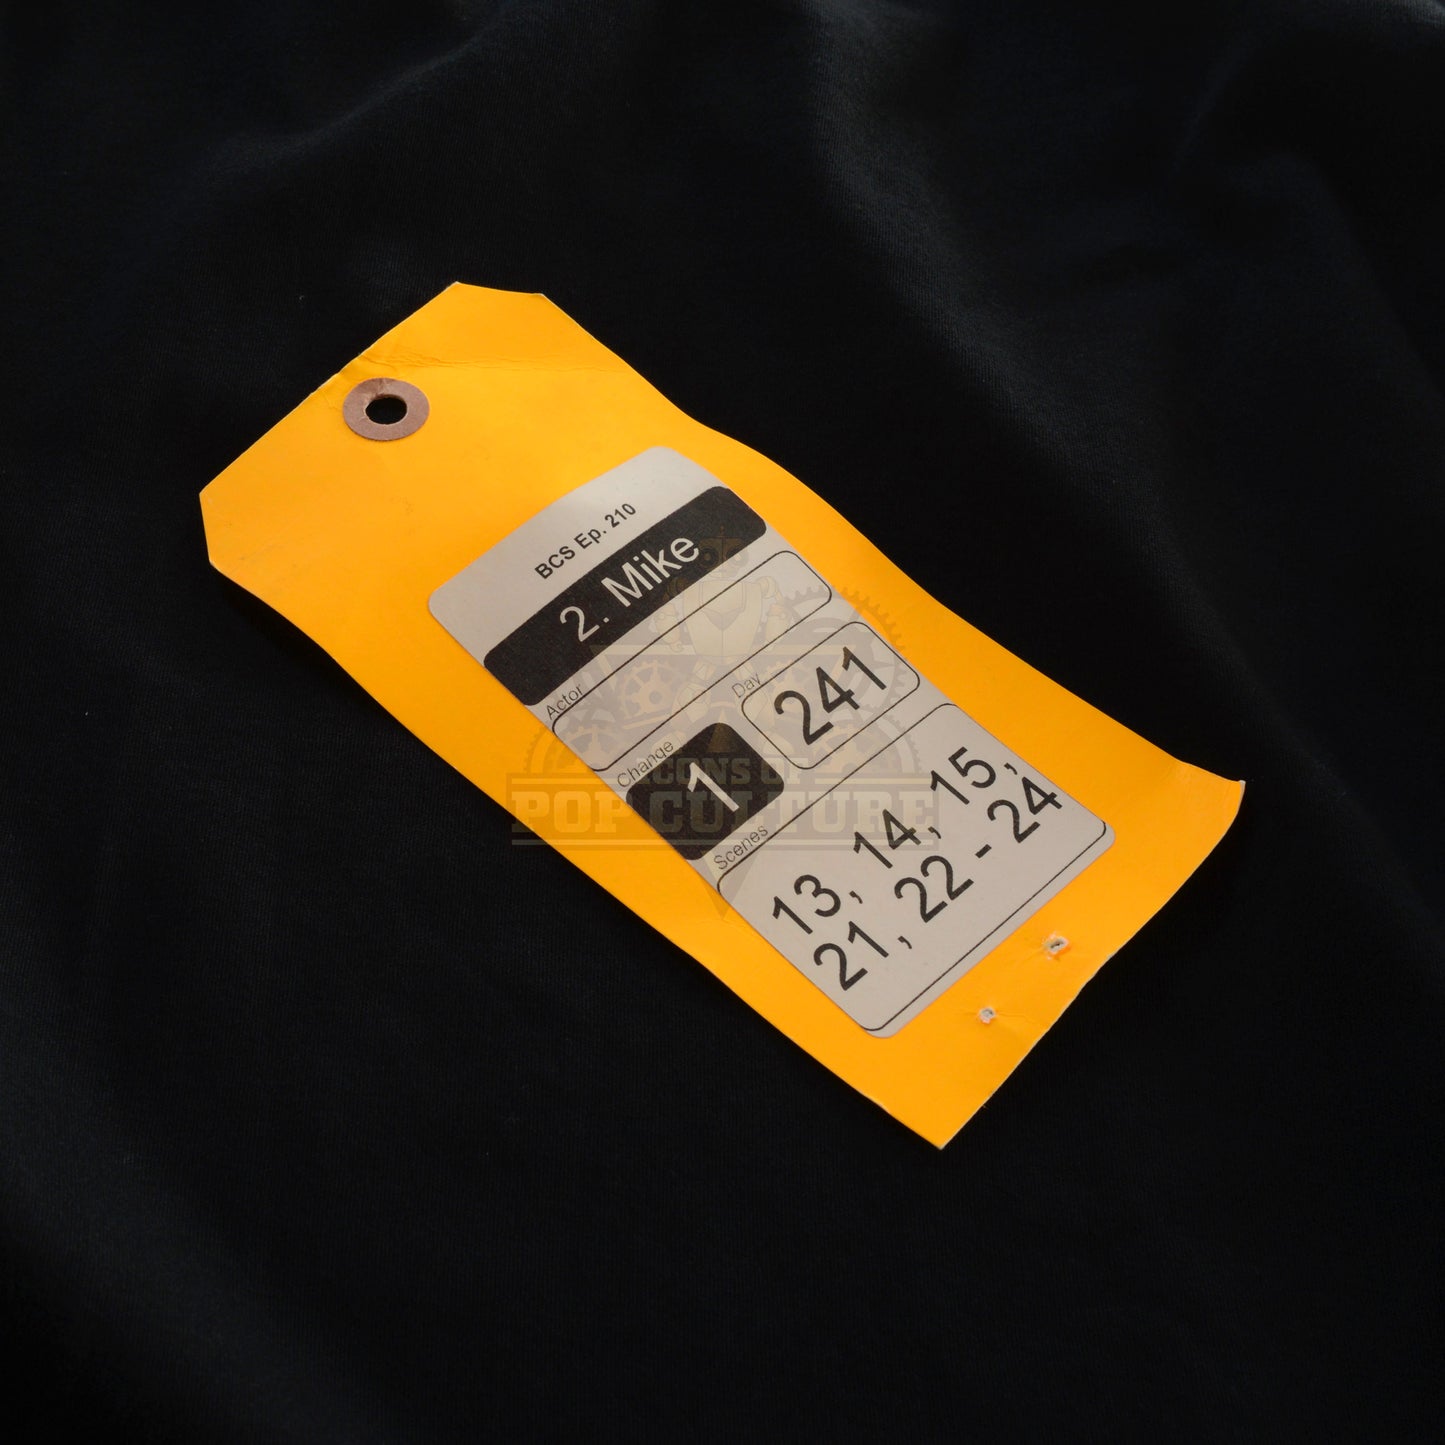 BCS Ep. 210
2. Mike
Actor
Change
1
Day
241
Scenes
13, 14, 15,
21, 22 - 24
ICONS OF
POP CULTURE